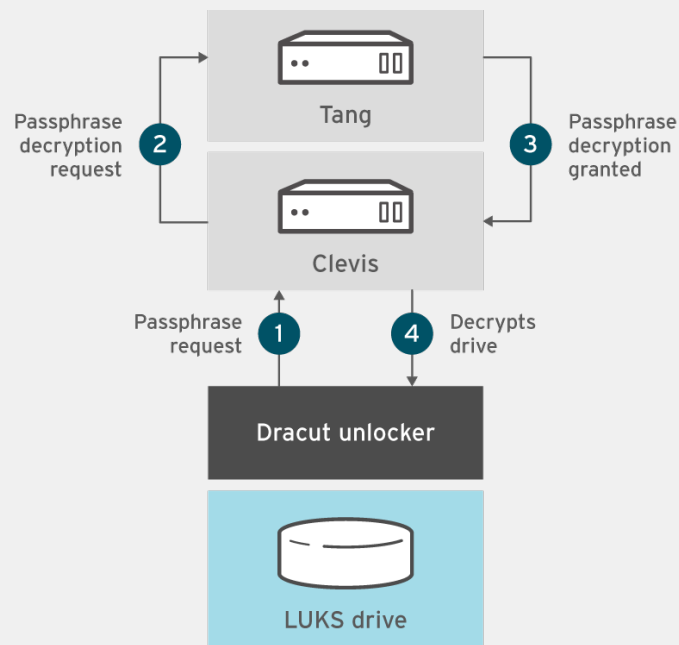 Tang
Passphrase
decryption
request
2
3
Passphrase
decryption
granted
Clevis
Passphrase
request
1
4
Decrypts
drive
Dracut unlocker
LUKS drive